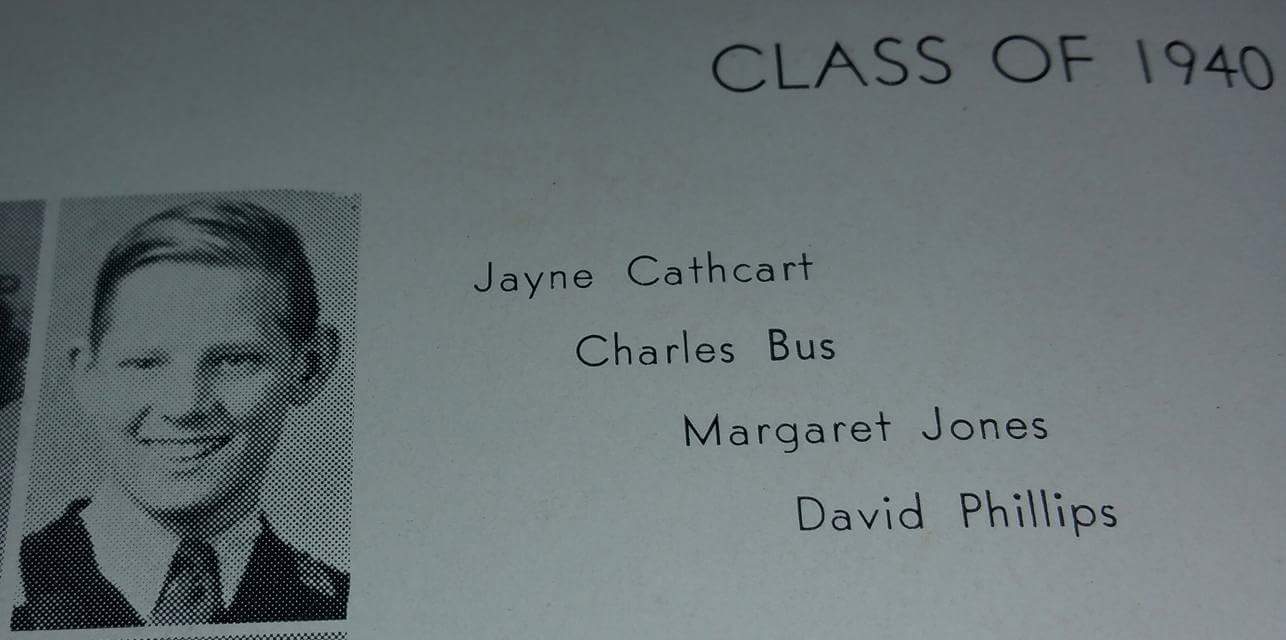 CLASS OF 1940
Jayne Cathcart
Charles Bus
Margaret Jones
David Phillips